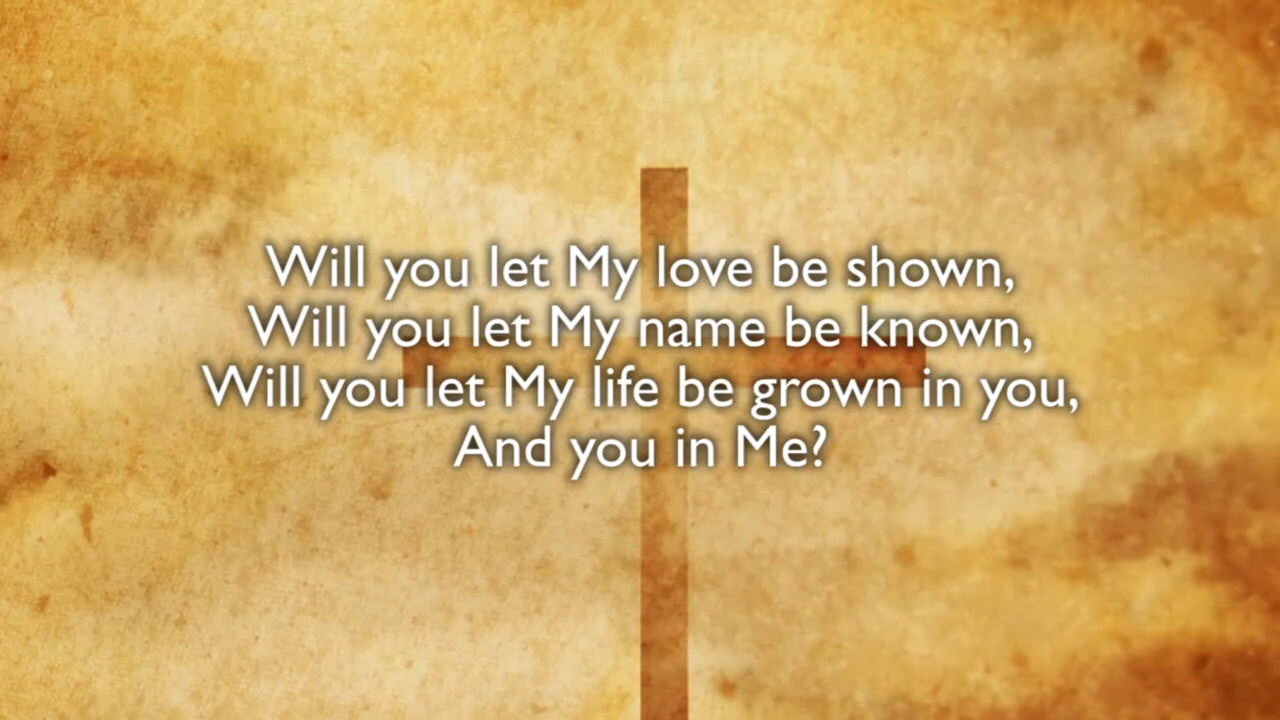 Will you let My love be shown,
Will you let My name be known,
Will you let My life be grown in you,
And you in Me?